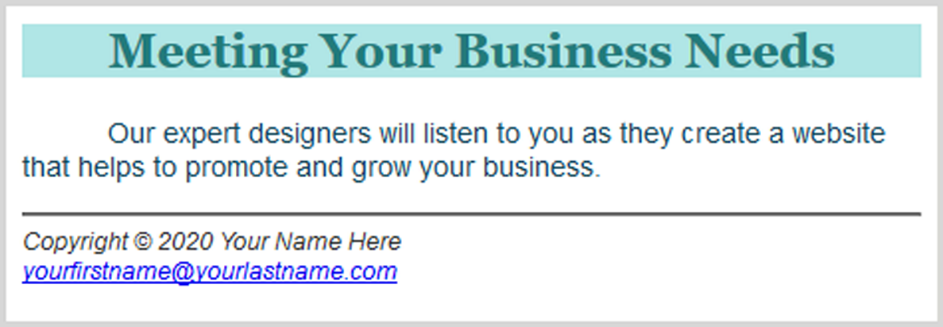 Meeting Your Business Needs
Our expert designers will listen to you as they create a website
that helps to promote and grow your business.
Copyright © 2020 Your Name Here
yourfirstname@yourlastname.com